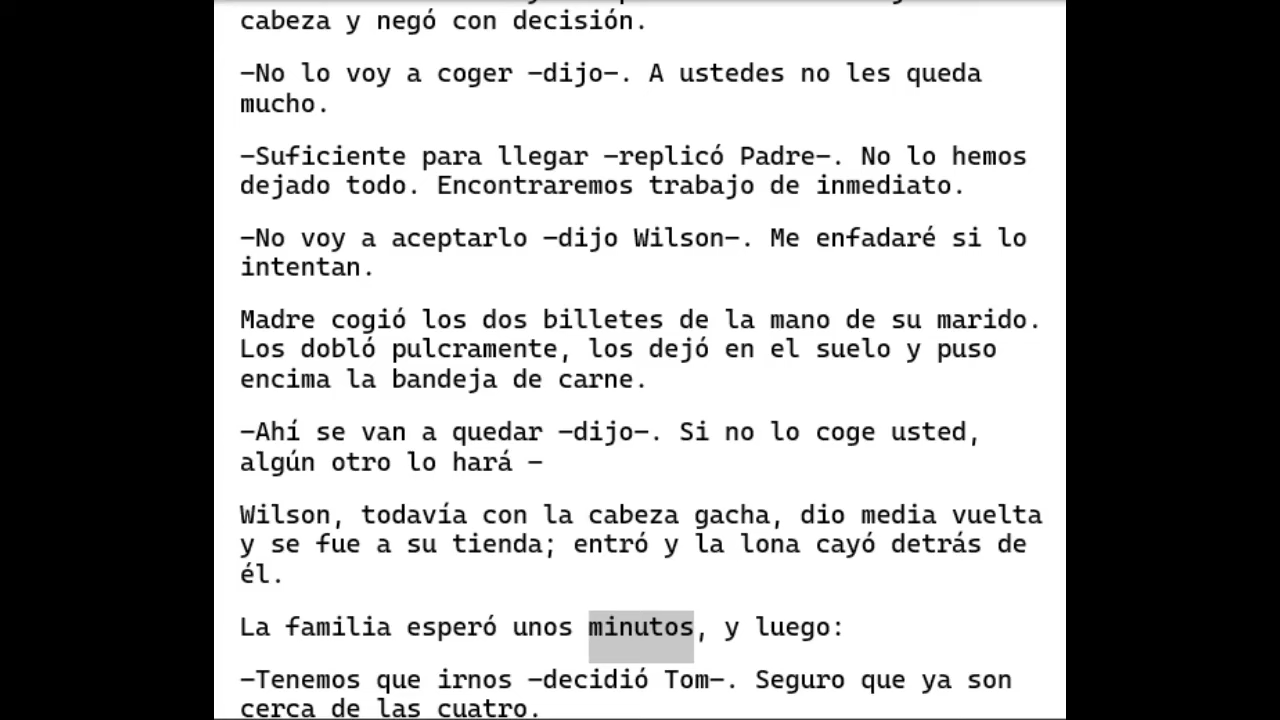 cabeza y negó con decisión.
—No lo voy a coger —dijo—. A ustedes no les queda
mucho.
—Suficiente para llegar —replicó Padre—. No lo hemos
dejado todo. Encontraremos trabajo de inmediato.
—No voy a aceptarlo —dijo Wilson—. Me enfadaré si lo
intentan.
Madre cogió los dos billetes de la mano de su marido.
Los dobló pulcramente, los dejó en el suelo y puso
encima la bandeja de carne.
—Ahí se van a quedar —dijo—. Si no lo coge usted,
algún otro lo hará —
Wilson, todavía con la cabeza gacha, dio media vuelta
y se fue a su tienda; entró y la lona cayó detrás de
él.
La familia esperó unos minutos, y luego:
—Tenemos que irnos —decidió Tom—. Seguro que ya son
cerca de las cuatro.